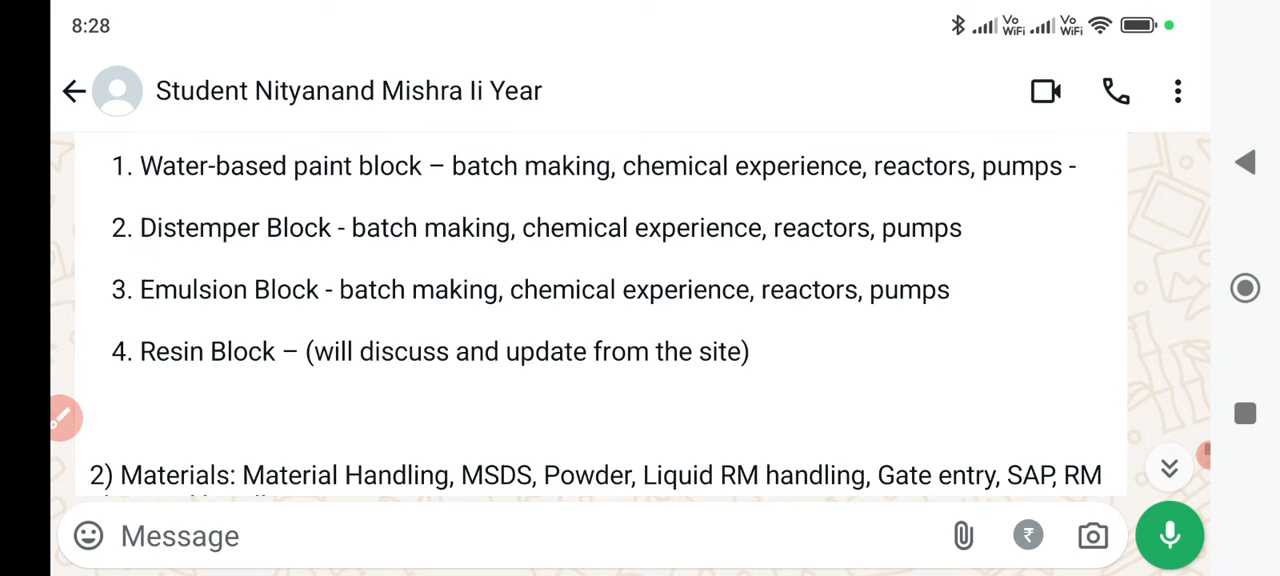 8:28
Vo WiFi Vo WiFi
Student Nityanand Mishra Ii Year
1. Water-based paint block – batch making, chemical experience, reactors, pumps -
2. Distemper Block - batch making, chemical experience, reactors, pumps
3. Emulsion Block - batch making, chemical experience, reactors, pumps
4. Resin Block – (will discuss and update from the site)
2) Materials: Material Handling, MSDS, Powder, Liquid RM handling, Gate entry, SAP, RM
Message